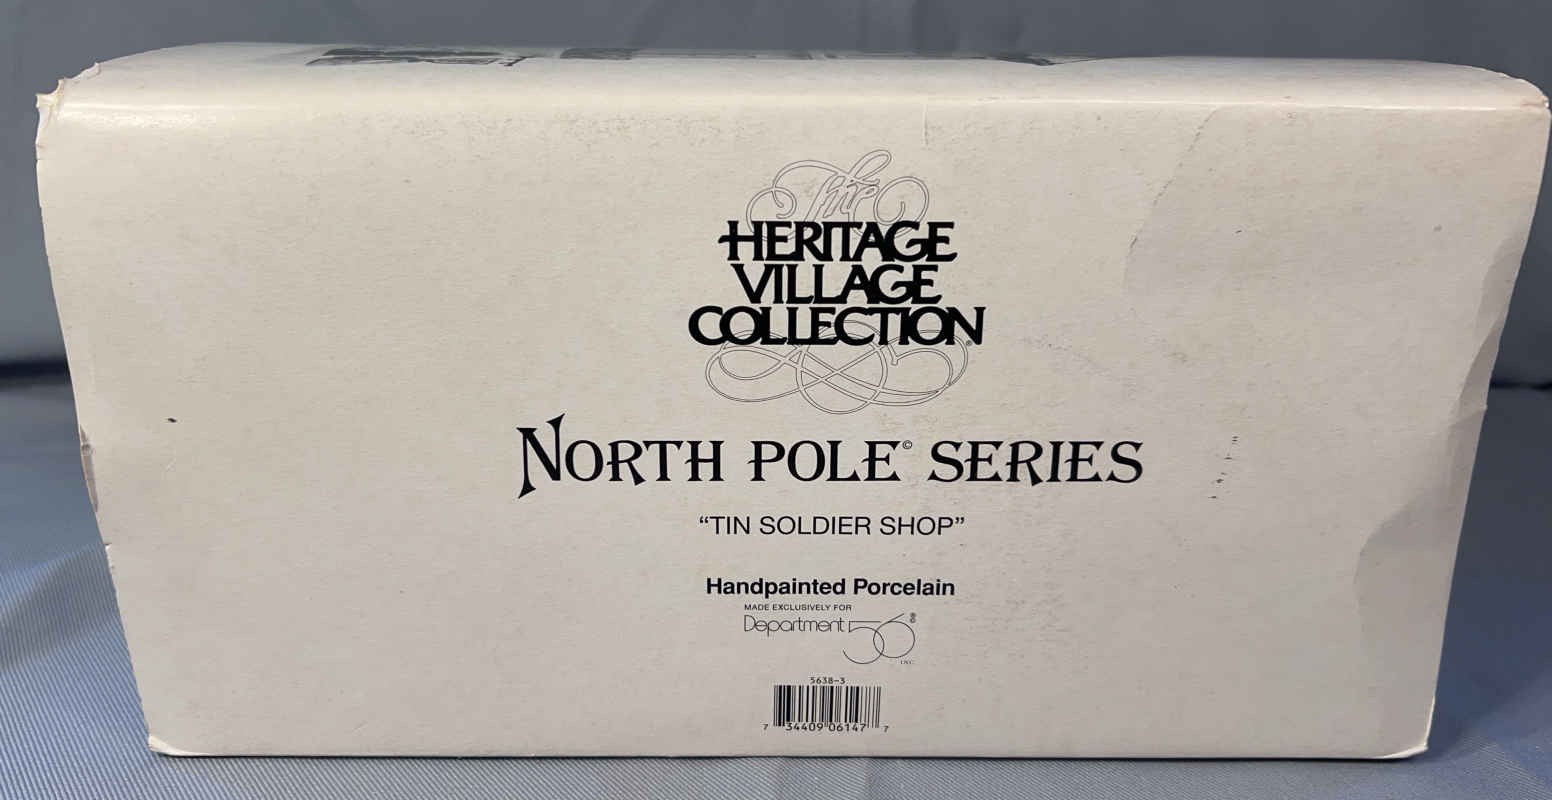 The
HERITAGE
VILLAGE
COLLECTION®
NORTH POLE© SERIES
“TIN SOLDIER SHOP”
Handpainted Porcelain
MADE EXCLUSIVELY FOR
Department 56®
INC.
5638-3
7 34409 06147 7